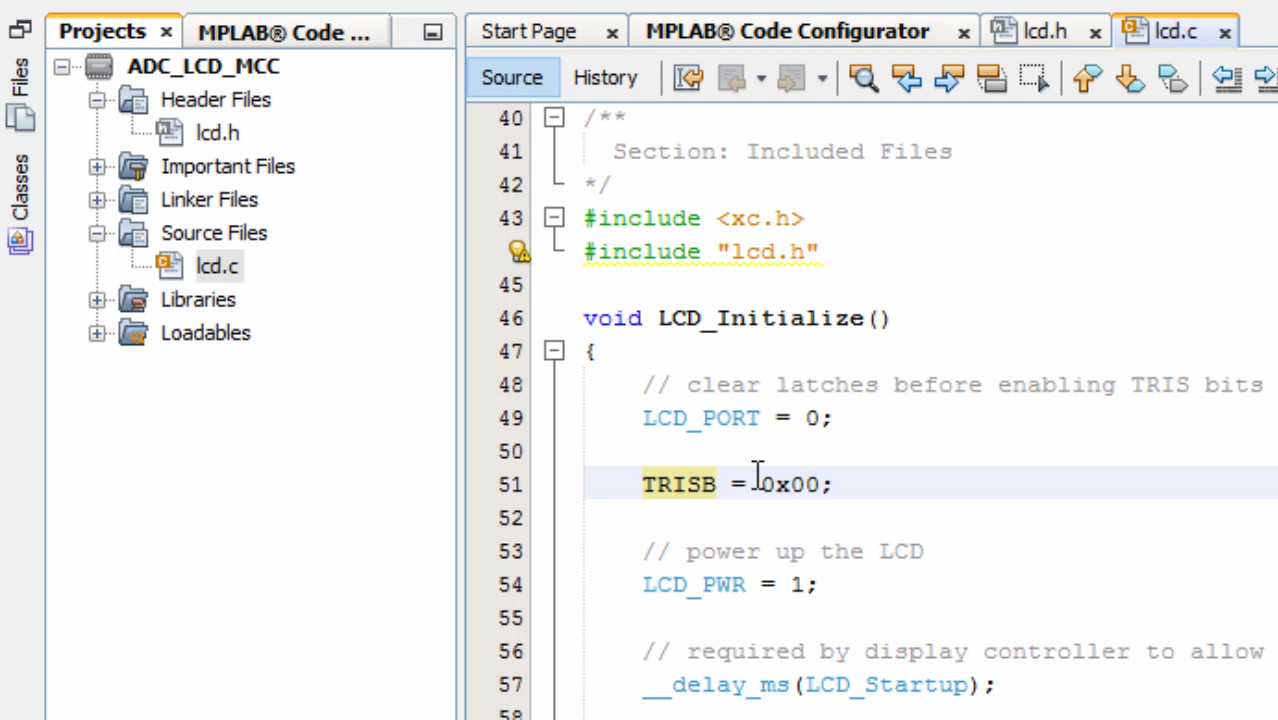 Files
Classes
Projects × MPLAB® Code ...
ADC_LCD_MCC
Header Files
lcd.h
Important Files
Linker Files
Source Files
lcd.c
Libraries
Loadables
Start Page × MPLAB® Code Configurator × lcd.h × lcd.c ×
Source History
40 /**
41 Section: Included Files
42 */
43 #include <xc.h>
#include "lcd.h"
45
46 void LCD_Initialize()
47 {
48 // clear latches before enabling TRIS bits
49 LCD_PORT = 0;
50
51 TRISB = 0x00;
52
53 // power up the LCD
54 LCD_PWR = 1;
55
56 // required by display controller to allow
57 __delay_ms(LCD_Startup);
58